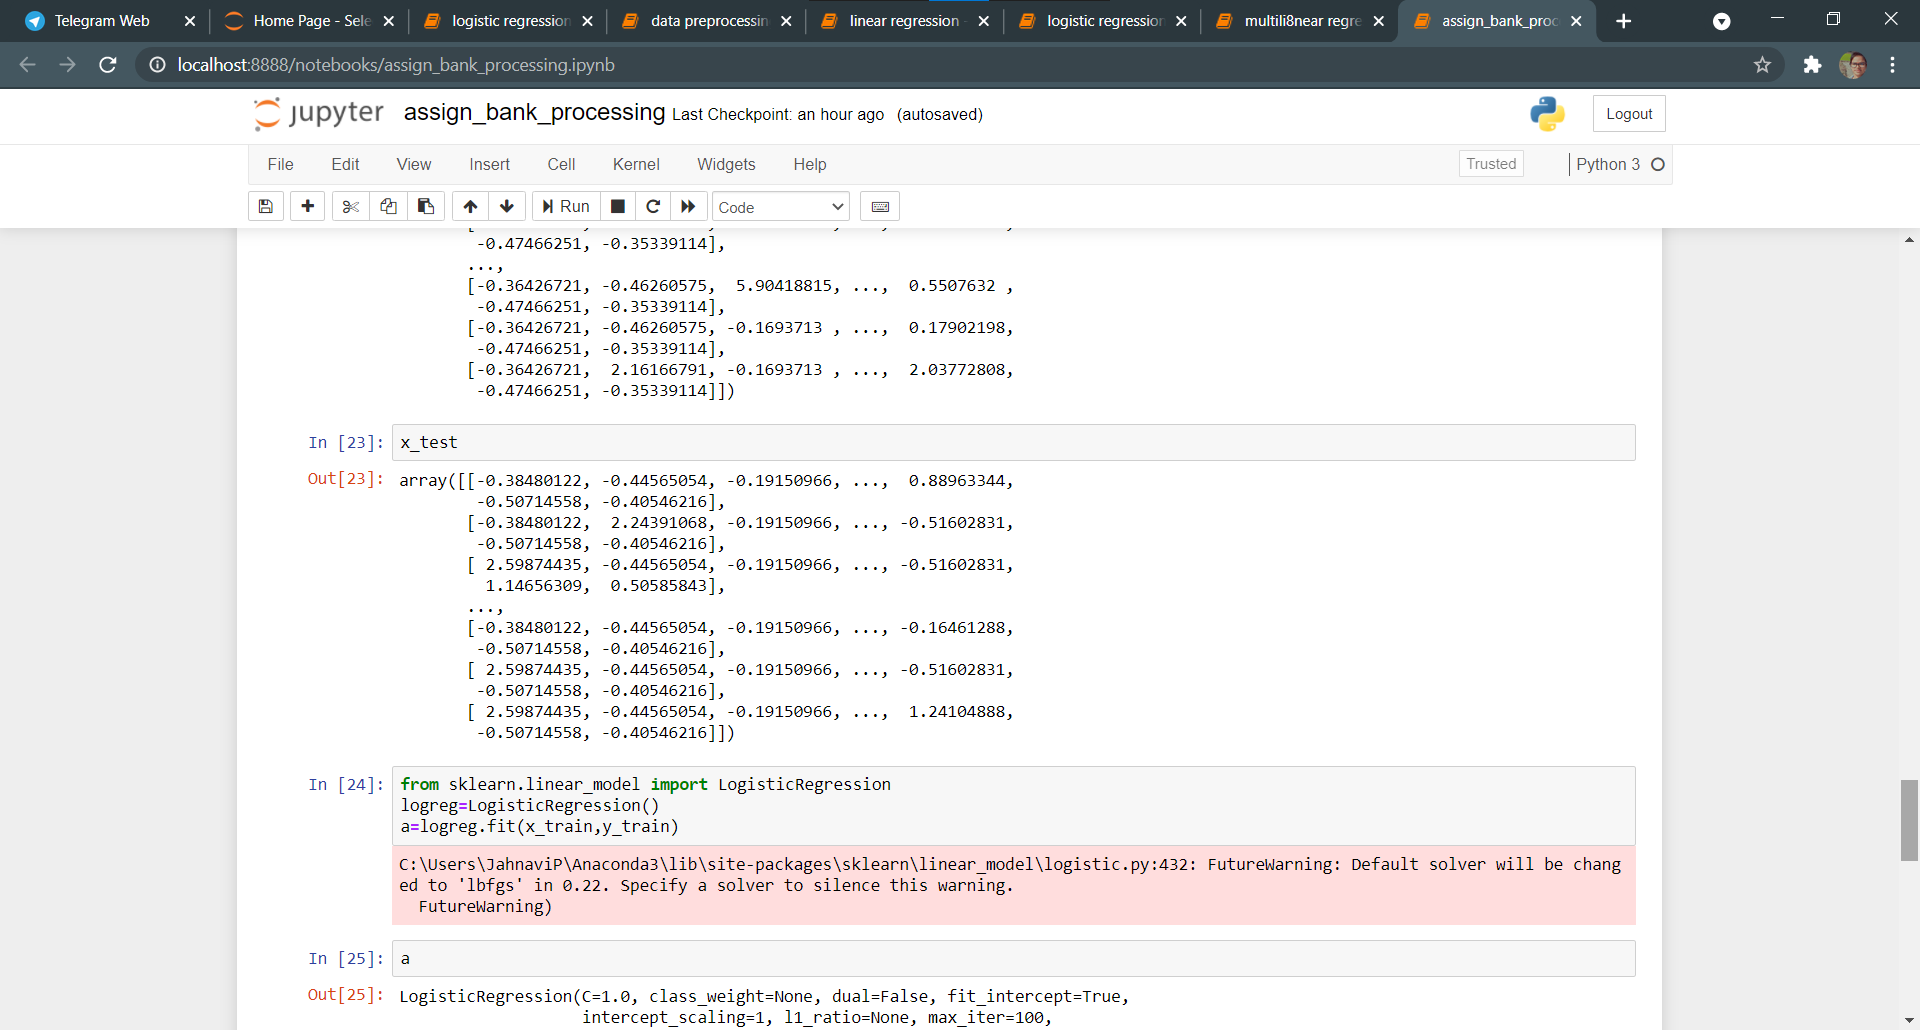 Telegram Web
Home Page - Sele
logistic regression
data preprocessin
linear regression -
logistic regression
multili8near regre
assign_bank_proc
localhost:8888/notebooks/assign_bank_processing.ipynb
jupyter assign_bank_processing Last Checkpoint: an hour ago (autosaved)
Logout
File Edit View Insert Cell Kernel Widgets Help
Trusted
Python 3
Run
Code
-0.47466251, -0.35339114],
...,
[-0.36426721, -0.46260575,  5.90418815, ...,  0.5507632 ,
-0.47466251, -0.35339114],
[-0.36426721, -0.46260575, -0.1693713 , ...,  0.17902198,
-0.47466251, -0.35339114],
[-0.36426721,  2.16166791, -0.1693713 , ...,  2.03772808,
-0.47466251, -0.35339114]])
In [23]: x_test
Out[23]: array([[-0.38480122, -0.44565054, -0.19150966, ...,  0.88963344,
-0.50714558, -0.40546216],
[-0.38480122,  2.24391068, -0.19150966, ..., -0.51602831,
-0.50714558, -0.40546216],
[ 2.59874435, -0.44565054, -0.19150966, ..., -0.51602831,
1.14656309,  0.50585843],
...,
[-0.38480122, -0.44565054, -0.19150966, ..., -0.16461288,
-0.50714558, -0.40546216],
[ 2.59874435, -0.44565054, -0.19150966, ..., -0.51602831,
-0.50714558, -0.40546216],
[ 2.59874435, -0.44565054, -0.19150966, ...,  1.24104888,
-0.50714558, -0.40546216]])
In [24]: from sklearn.linear_model import LogisticRegression
logreg=LogisticRegression()
a=logreg.fit(x_train,y_train)
C:\Users\JahnaviP\Anaconda3\lib\site-packages\sklearn\linear_model\logistic.py:432: FutureWarning: Default solver will be chang
ed to 'lbfgs' in 0.22. Specify a solver to silence this warning.
FutureWarning)
In [25]: a
Out[25]: LogisticRegression(C=1.0, class_weight=None, dual=False, fit_intercept=True,
intercept_scaling=1, l1_ratio=None, max_iter=100,